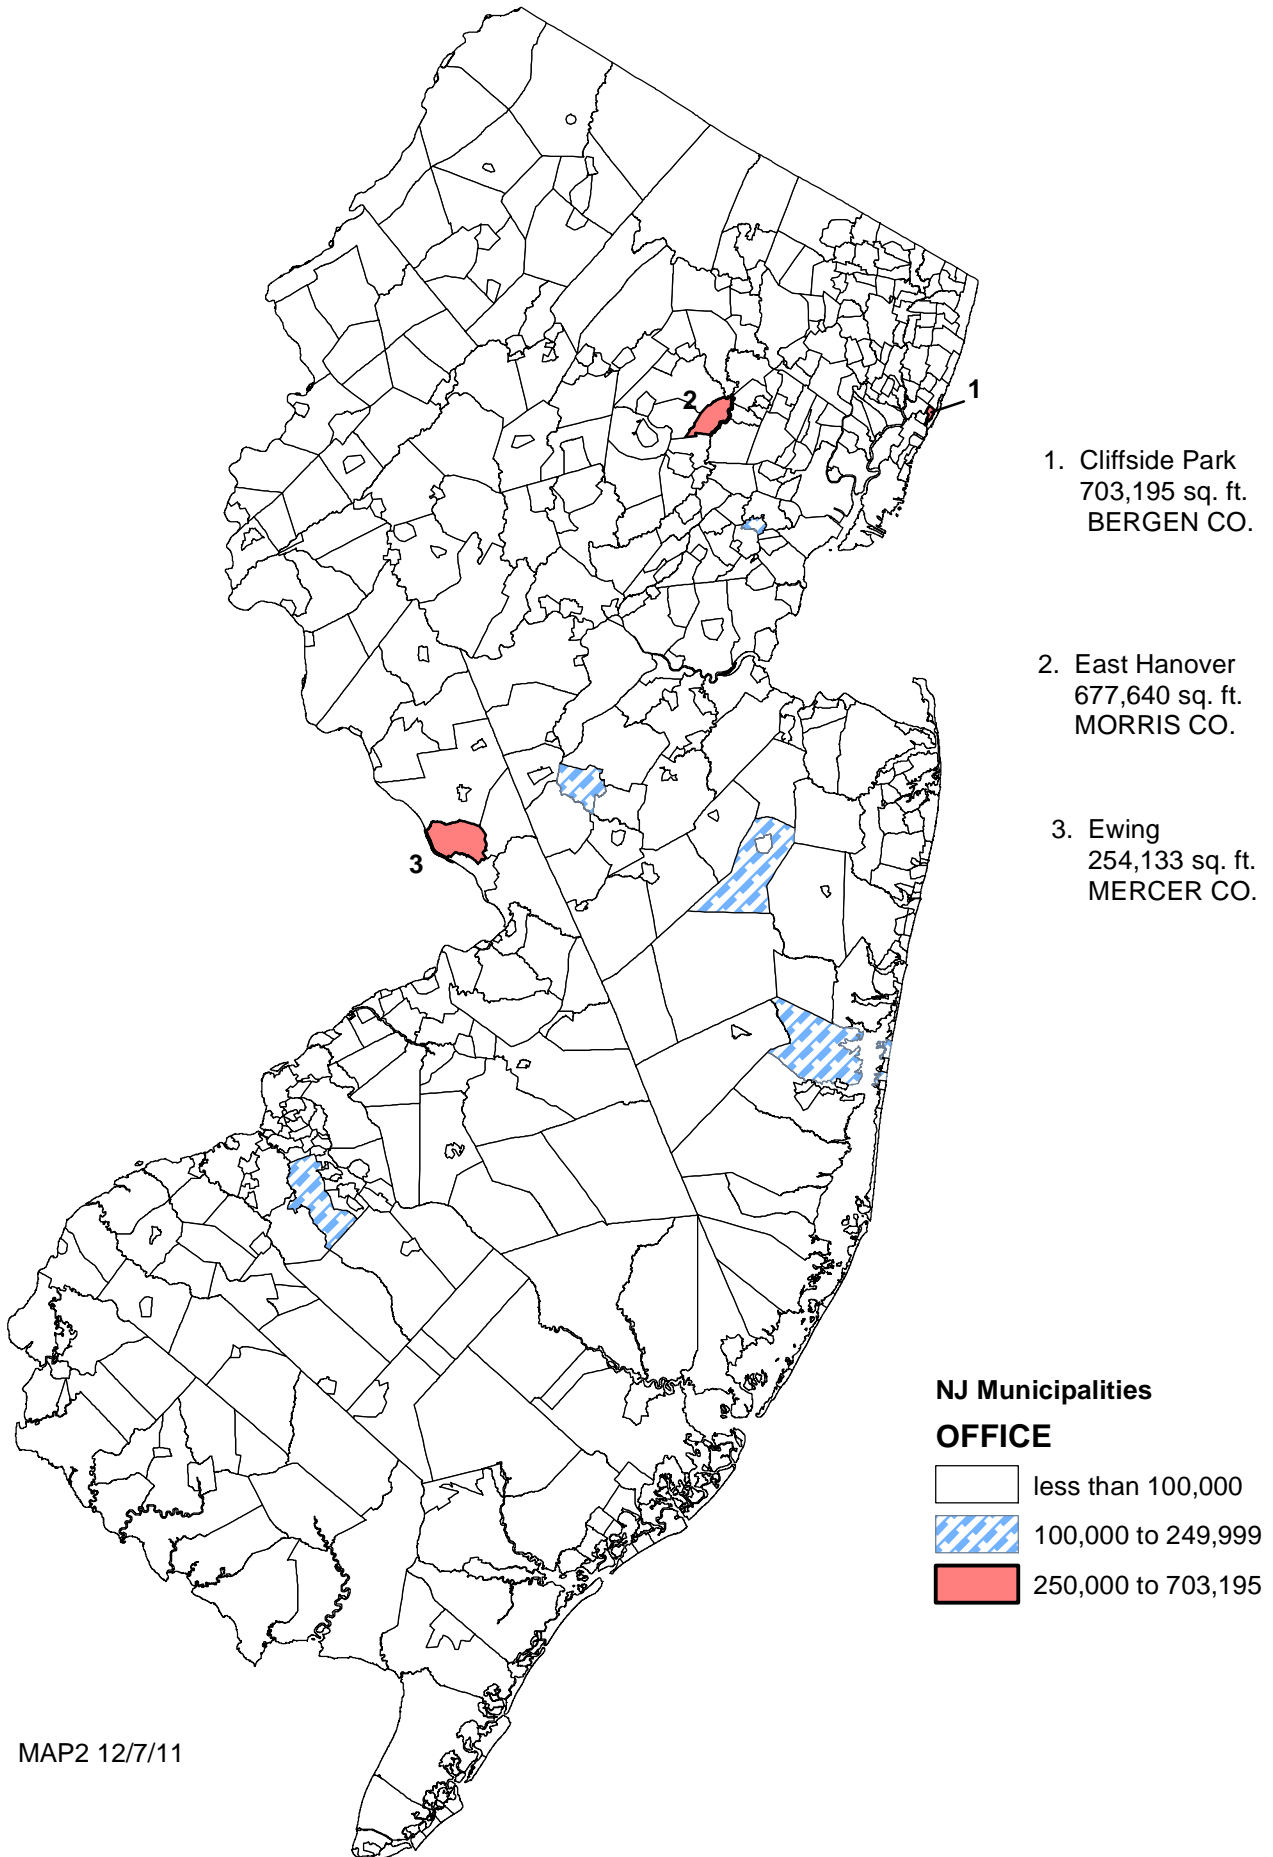 1
2
1. Cliffside Park
703,195 sq. ft.
BERGEN CO.
2. East Hanover
677,640 sq. ft.
MORRIS CO.
3. Ewing
254,133 sq. ft.
MERCER CO.
3
NJ Municipalities
OFFICE
less than 100,000
100,000 to 249,999
250,000 to 703,195
MAP2 12/7/11